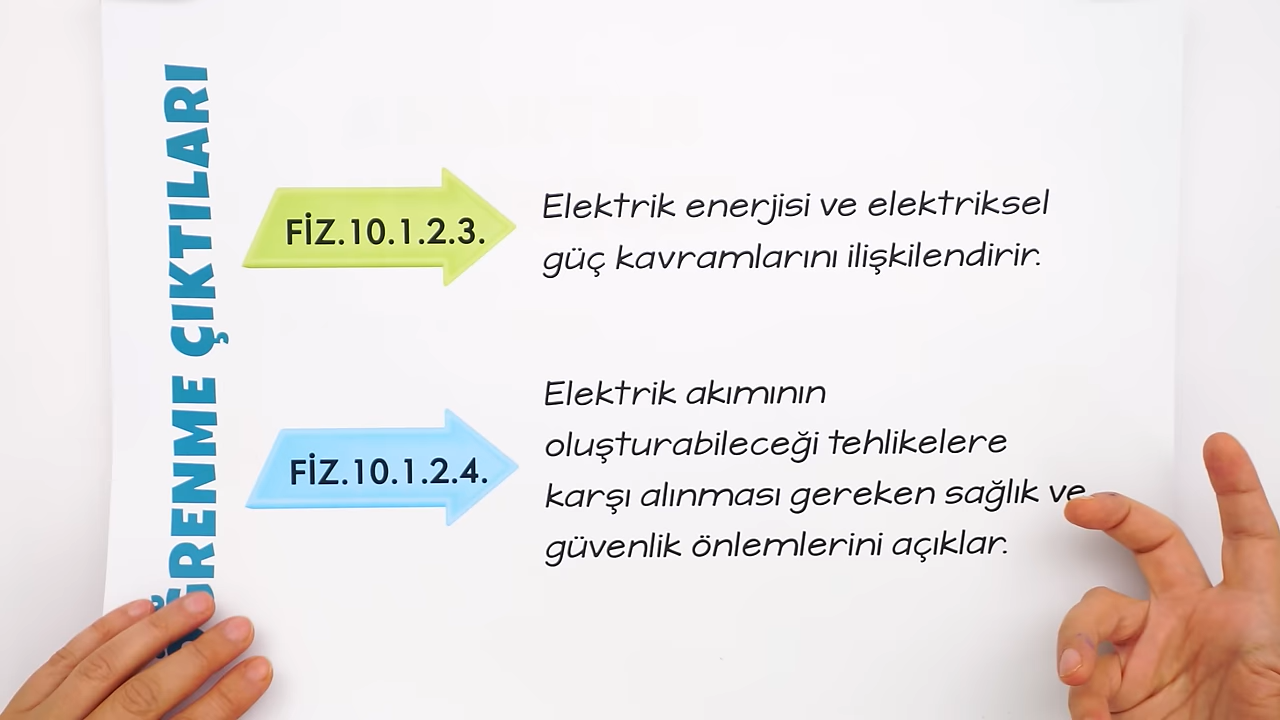 ÖĞRENME ÇIKTILARI
FİZ.10.1.2.3.
Elektrik enerjisi ve elektriksel
güç kavramlarını ilişkilendirir.
FİZ.10.1.2.4.
Elektrik akımının
oluşturabileceği tehlikelere
karşı alınması gereken sağlık ve
güvenlik önlemlerini açıklar.